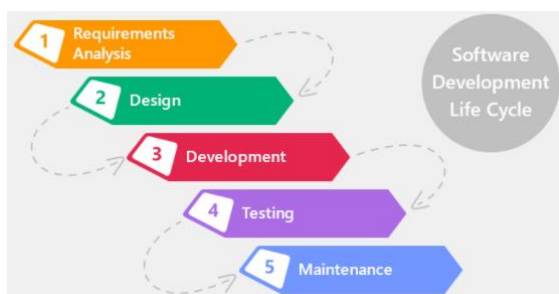 1
Requirements
Analysis
2
Design
3
Development
4
Testing
5
Maintenance
Software
Development
Life Cycle